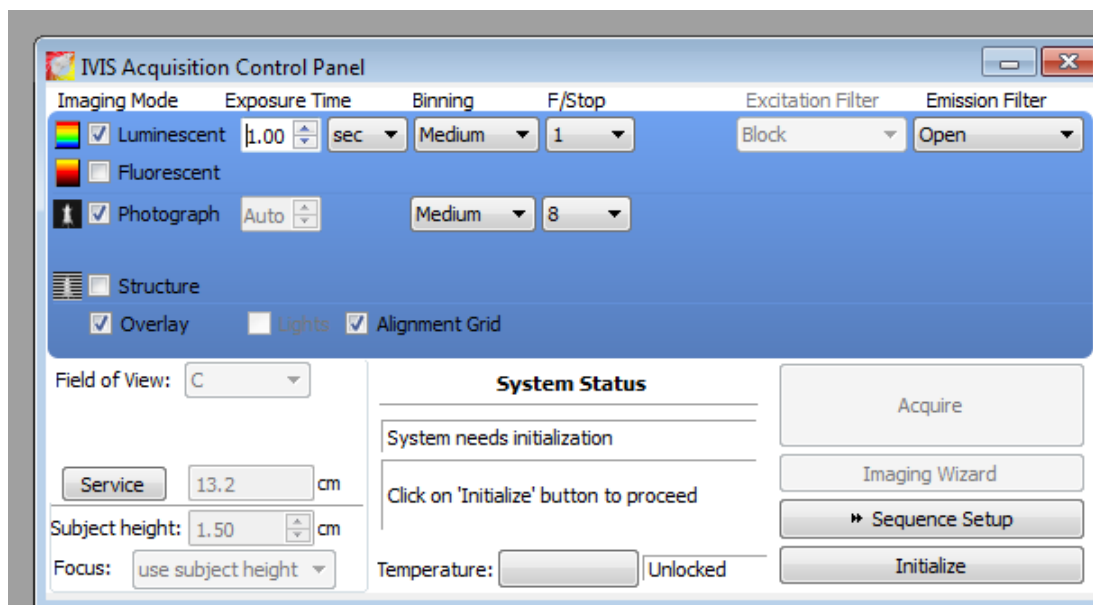 IVIS Acquisition Control Panel
Imaging Mode Exposure Time Binning F/Stop Excitation Filter Emission Filter
Luminescent 1.00 sec Medium 1 Block Open
Fluorescent
Photograph Auto Medium 8
Structure
Overlay Lights Alignment Grid
Field of View: C
System Status
Acquire
System needs initialization
Imaging Wizard
Service 13.2 cm
Click on 'Initialize' button to proceed
Sequence Setup
Subject height: 1.50 cm
Focus: use subject height
Temperature: Unlocked
Initialize